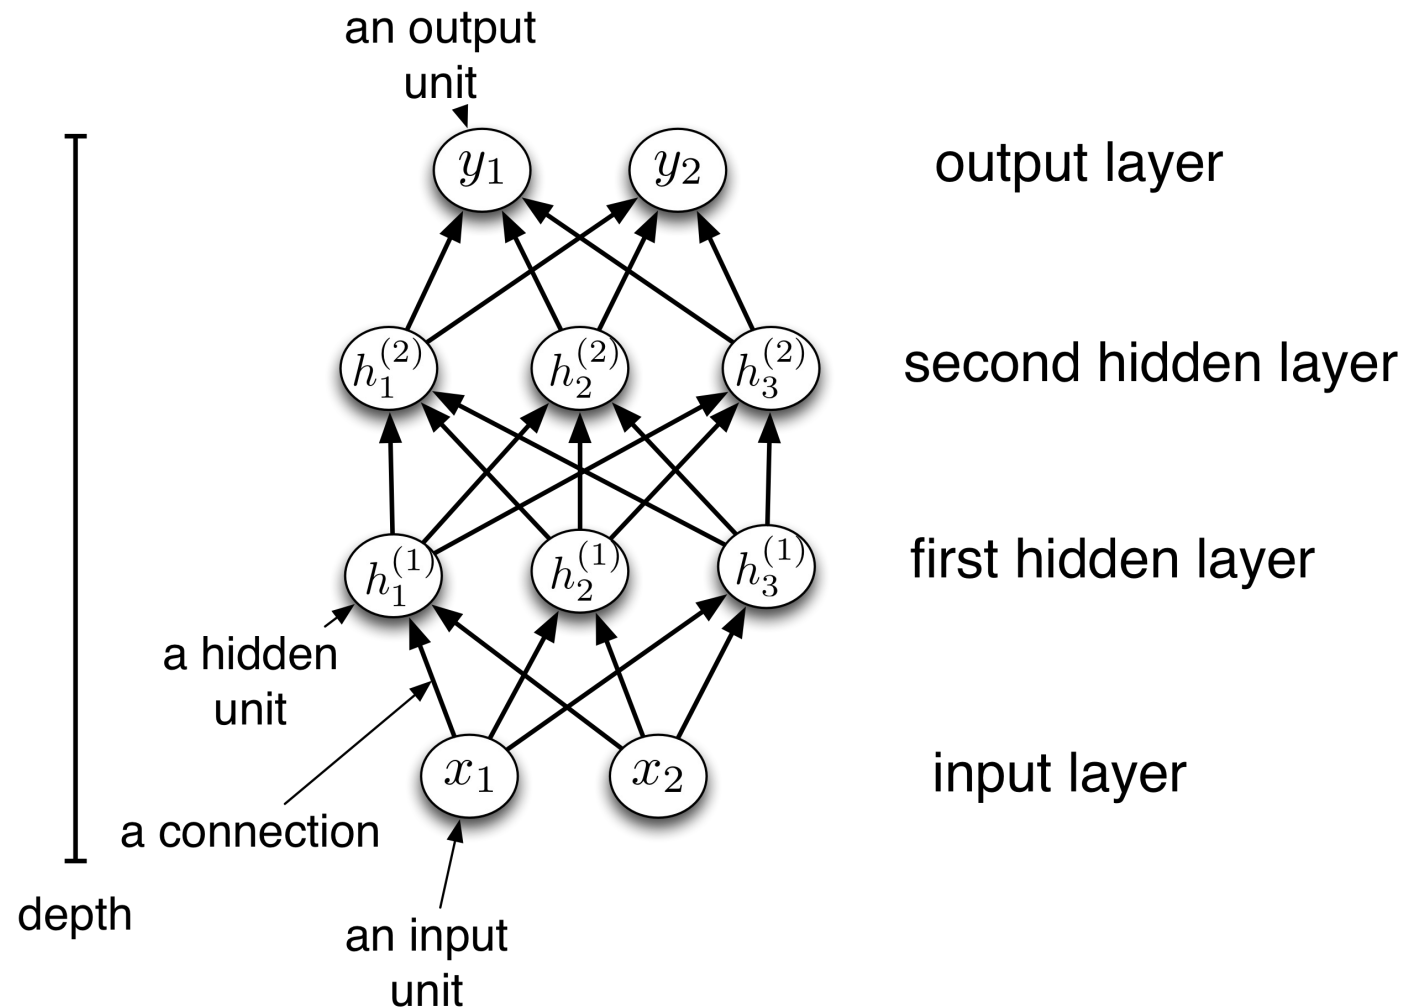 an output
unit
y1 y2 output layer
h1(2) h2(2) h3(2) second hidden layer
h1(1) h2(1) h3(1) first hidden layer
a hidden
unit
x1 x2 input layer
a connection
depth
an input
unit